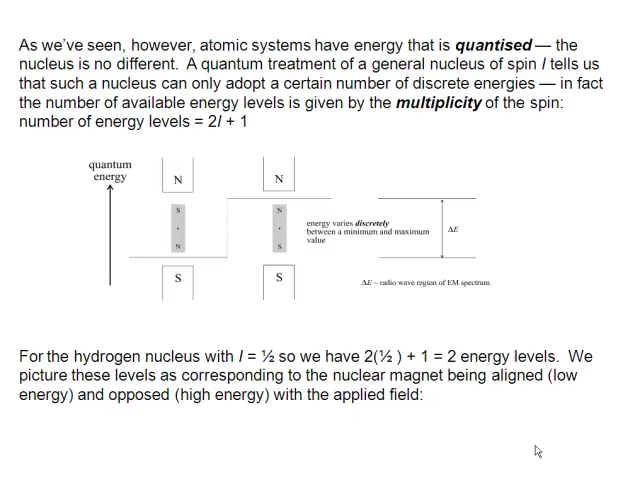 As we've seen, however, atomic systems have energy that is quantised — the
nucleus is no different. A quantum treatment of a general nucleus of spin I tells us
that such a nucleus can only adopt a certain number of discrete energies — in fact
the number of available energy levels is given by the multiplicity of the spin:
number of energy levels = 2I + 1
quantum
energy
N
N
S
N
N
S
energy varies discretely
between a minimum and maximum
value
ΔE
S
S
ΔE ~ radio wave region of EM spectrum
For the hydrogen nucleus with I = ½ so we have 2(½ ) + 1 = 2 energy levels. We
picture these levels as corresponding to the nuclear magnet being aligned (low
energy) and opposed (high energy) with the applied field: